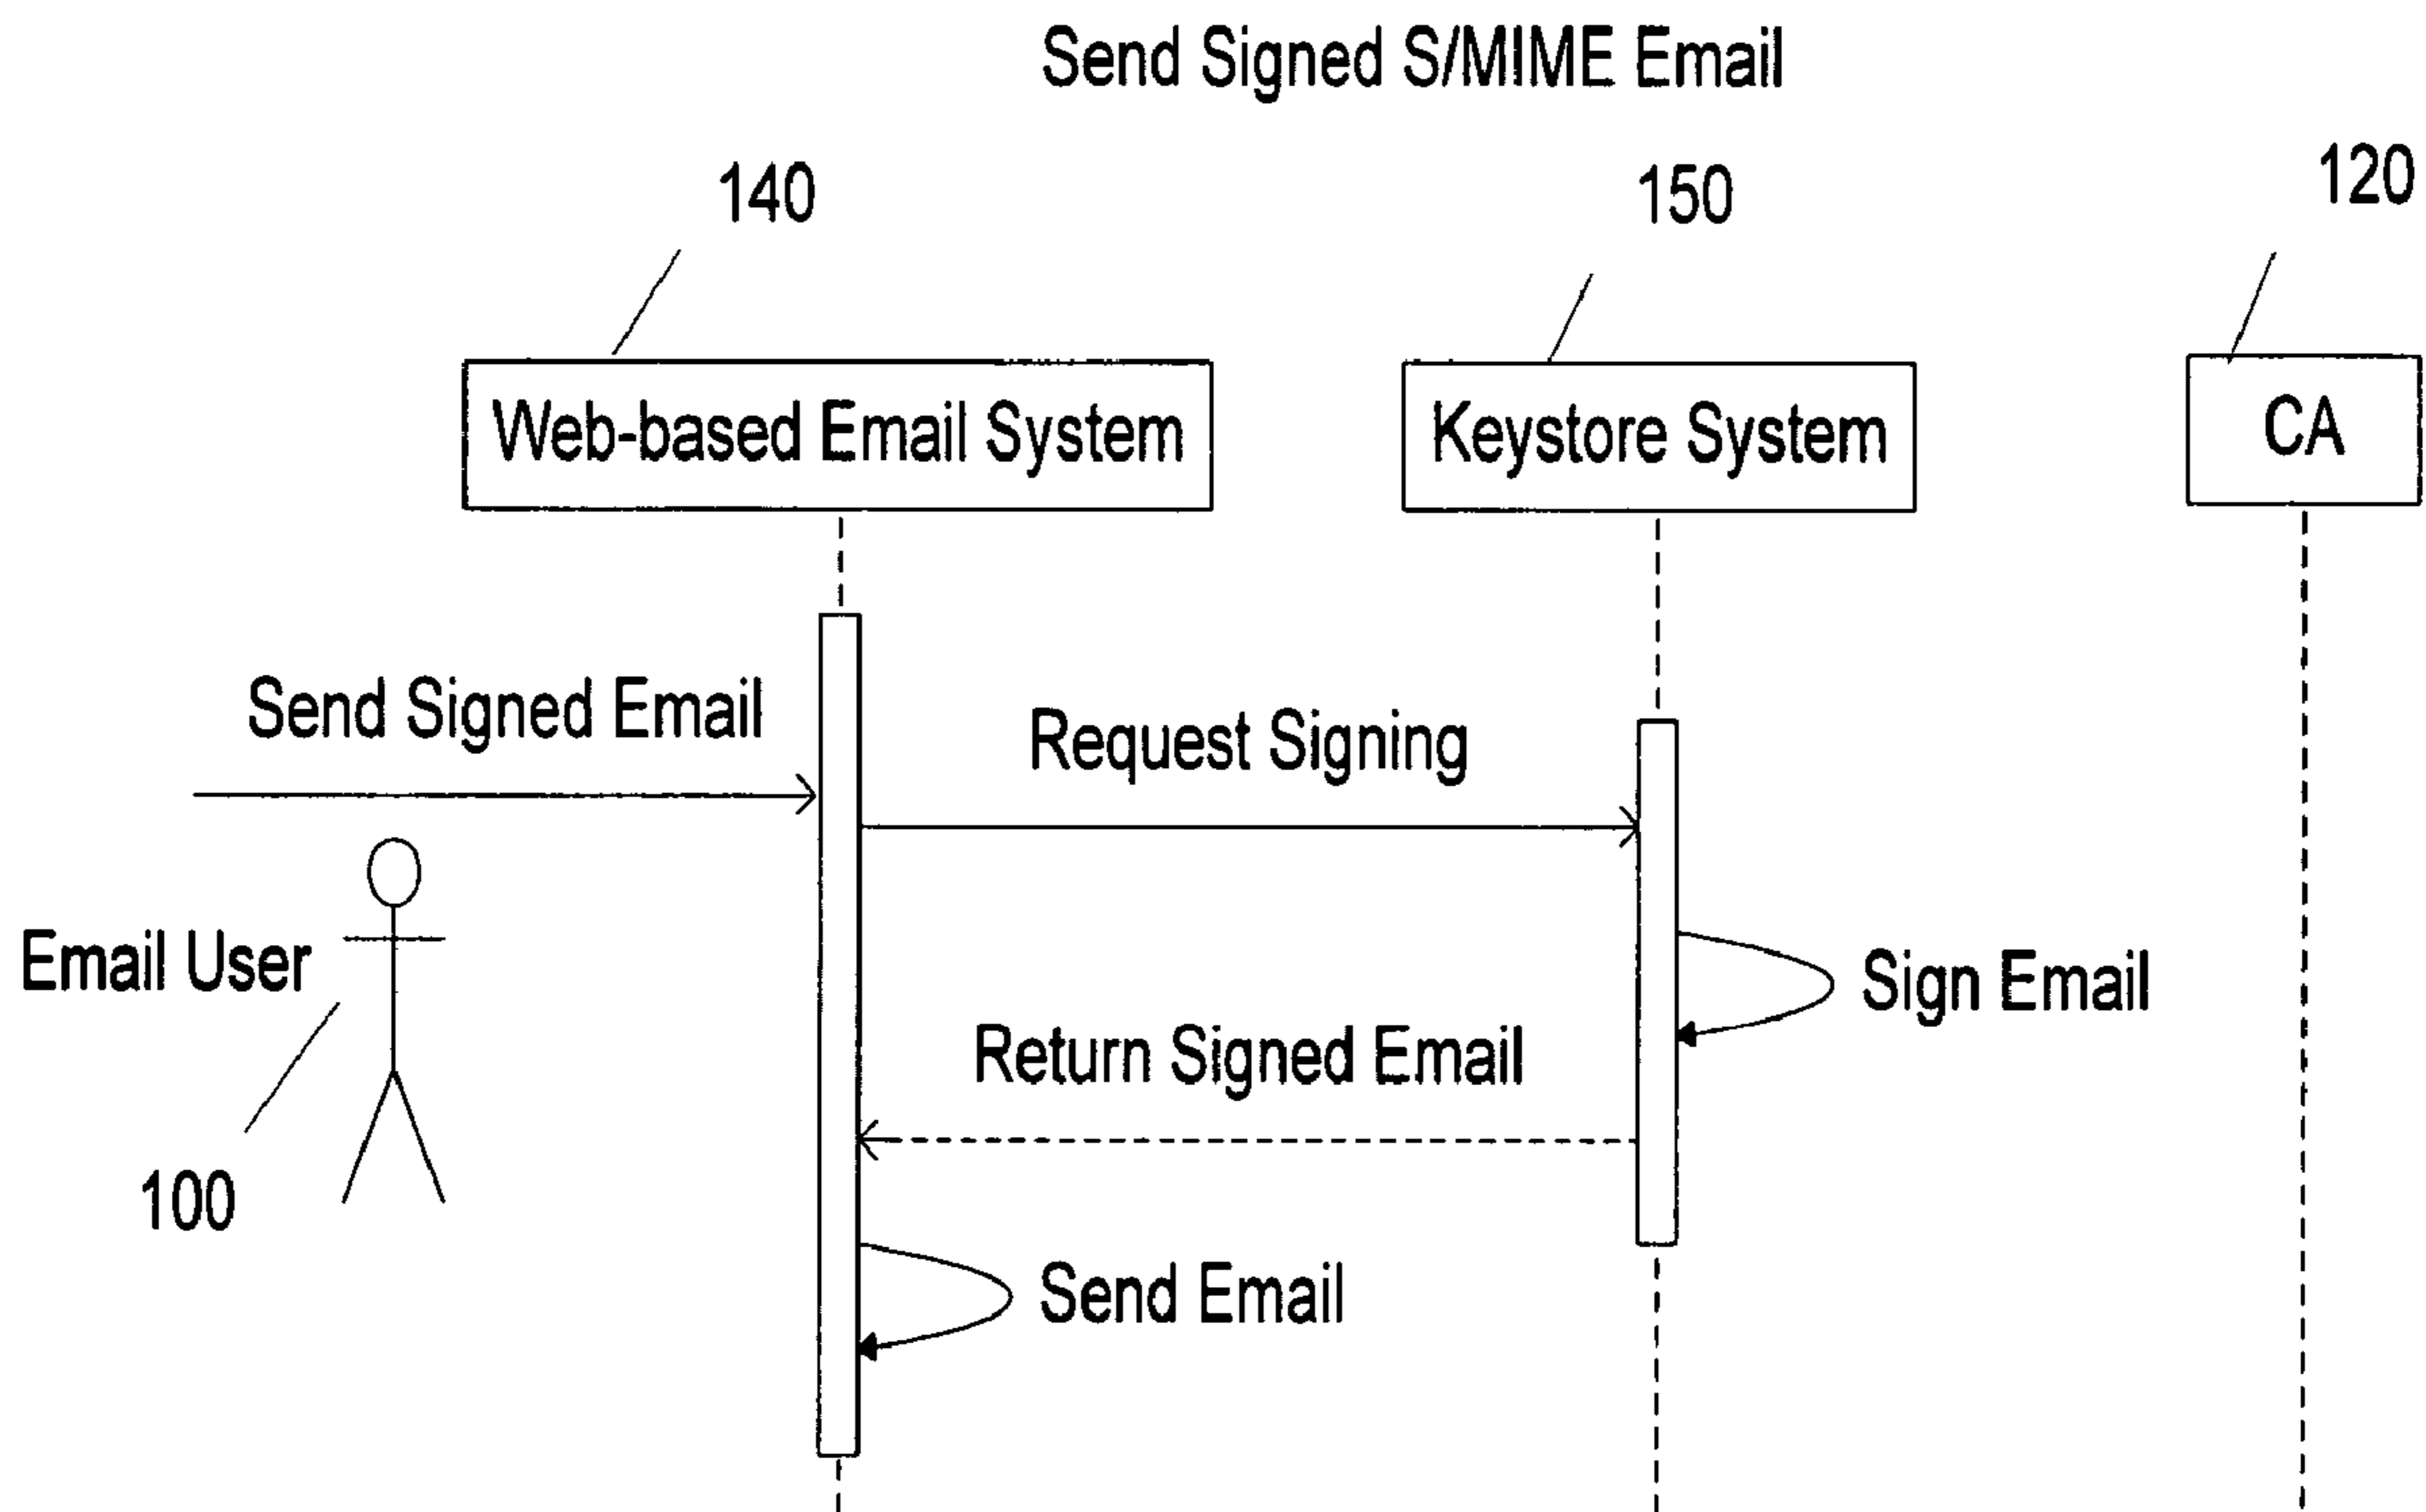 Send Signed S/MIME Email
140
150
120
Web-based Email System
Keystore System
CA
Send Signed Email
Request Signing
Email User
Sign Email
Return Signed Email
100
Send Email